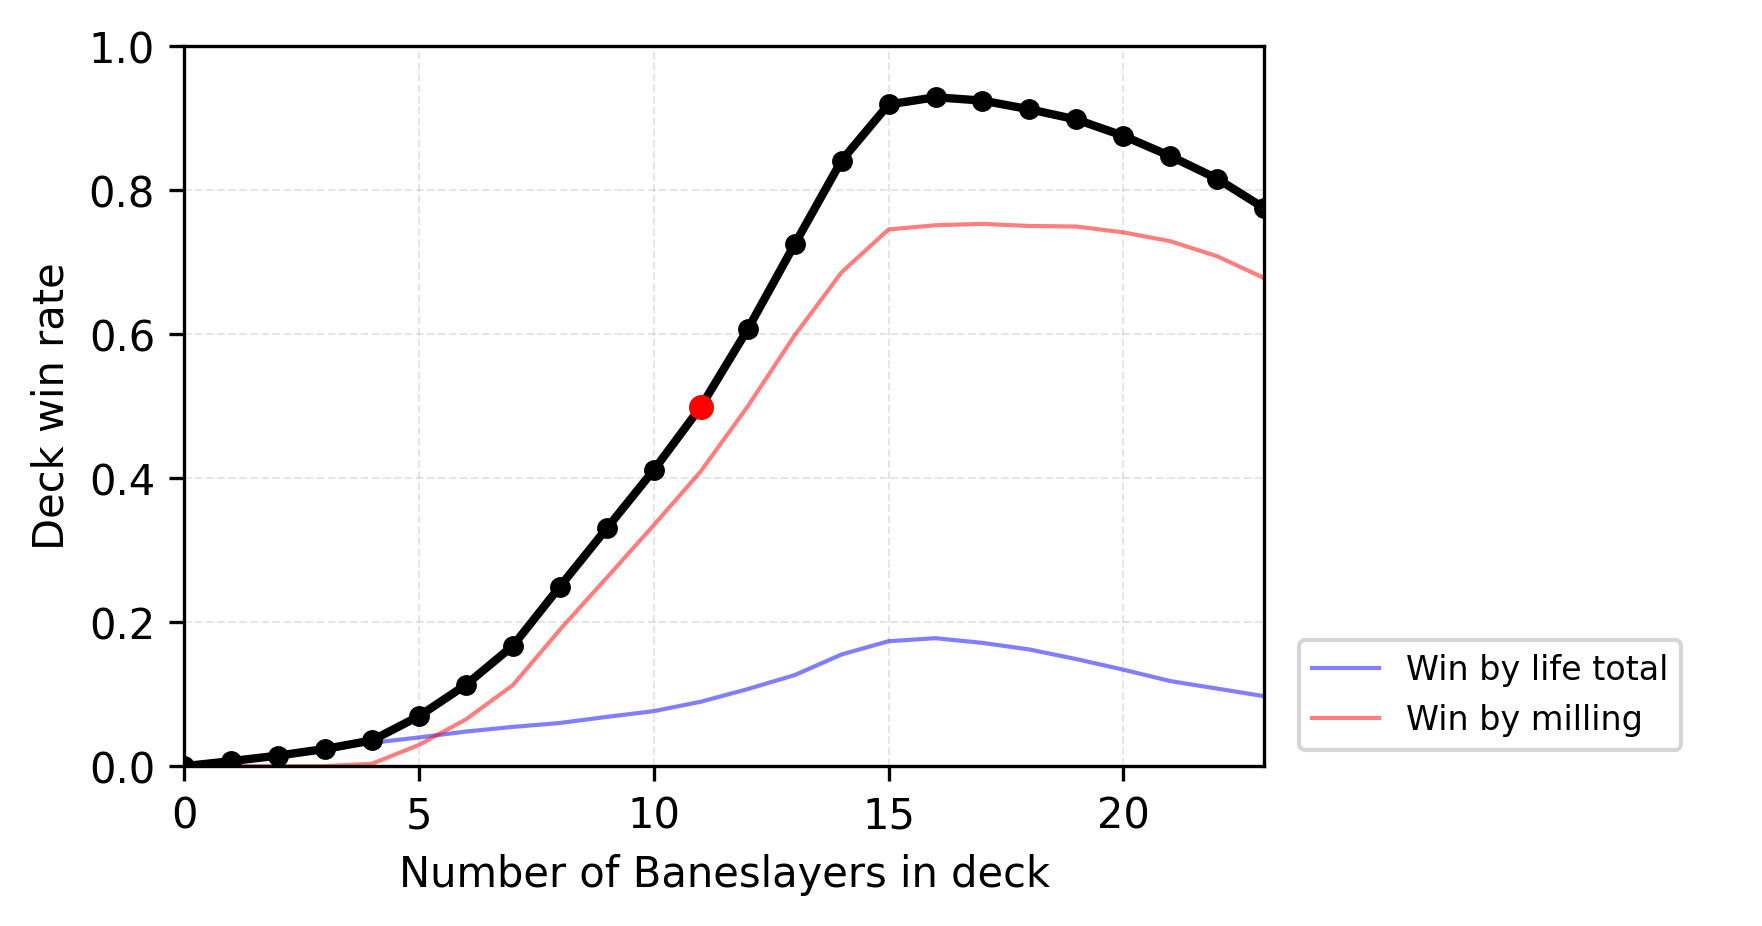 1.0
0.8
0.6
0.4
0.2
0.0
Deck win rate
0 5 10 15 20
Number of Baneslayers in deck
Win by life total
Win by milling